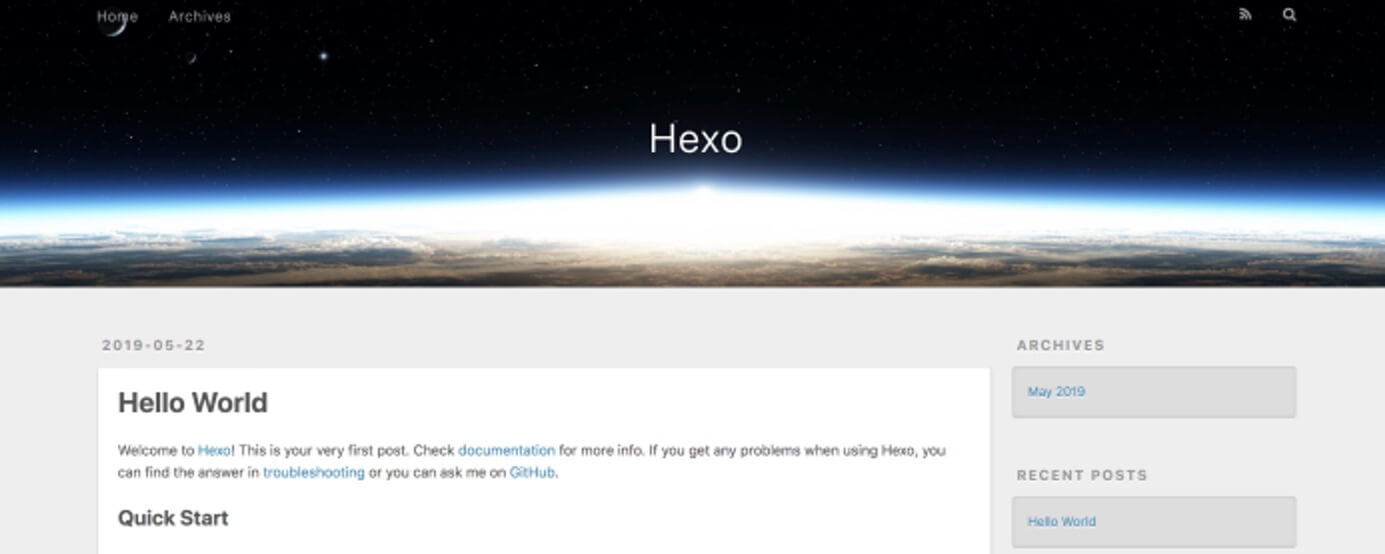 Home Archives
Hexo
2019-05-22
Hello World
Welcome to Hexo! This is your very first post. Check documentation for more info. If you get any problems when using Hexo, you
can find the answer in troubleshooting or you can ask me on GitHub.
Quick Start
ARCHIVES
May 2019
RECENT POSTS
Hello World